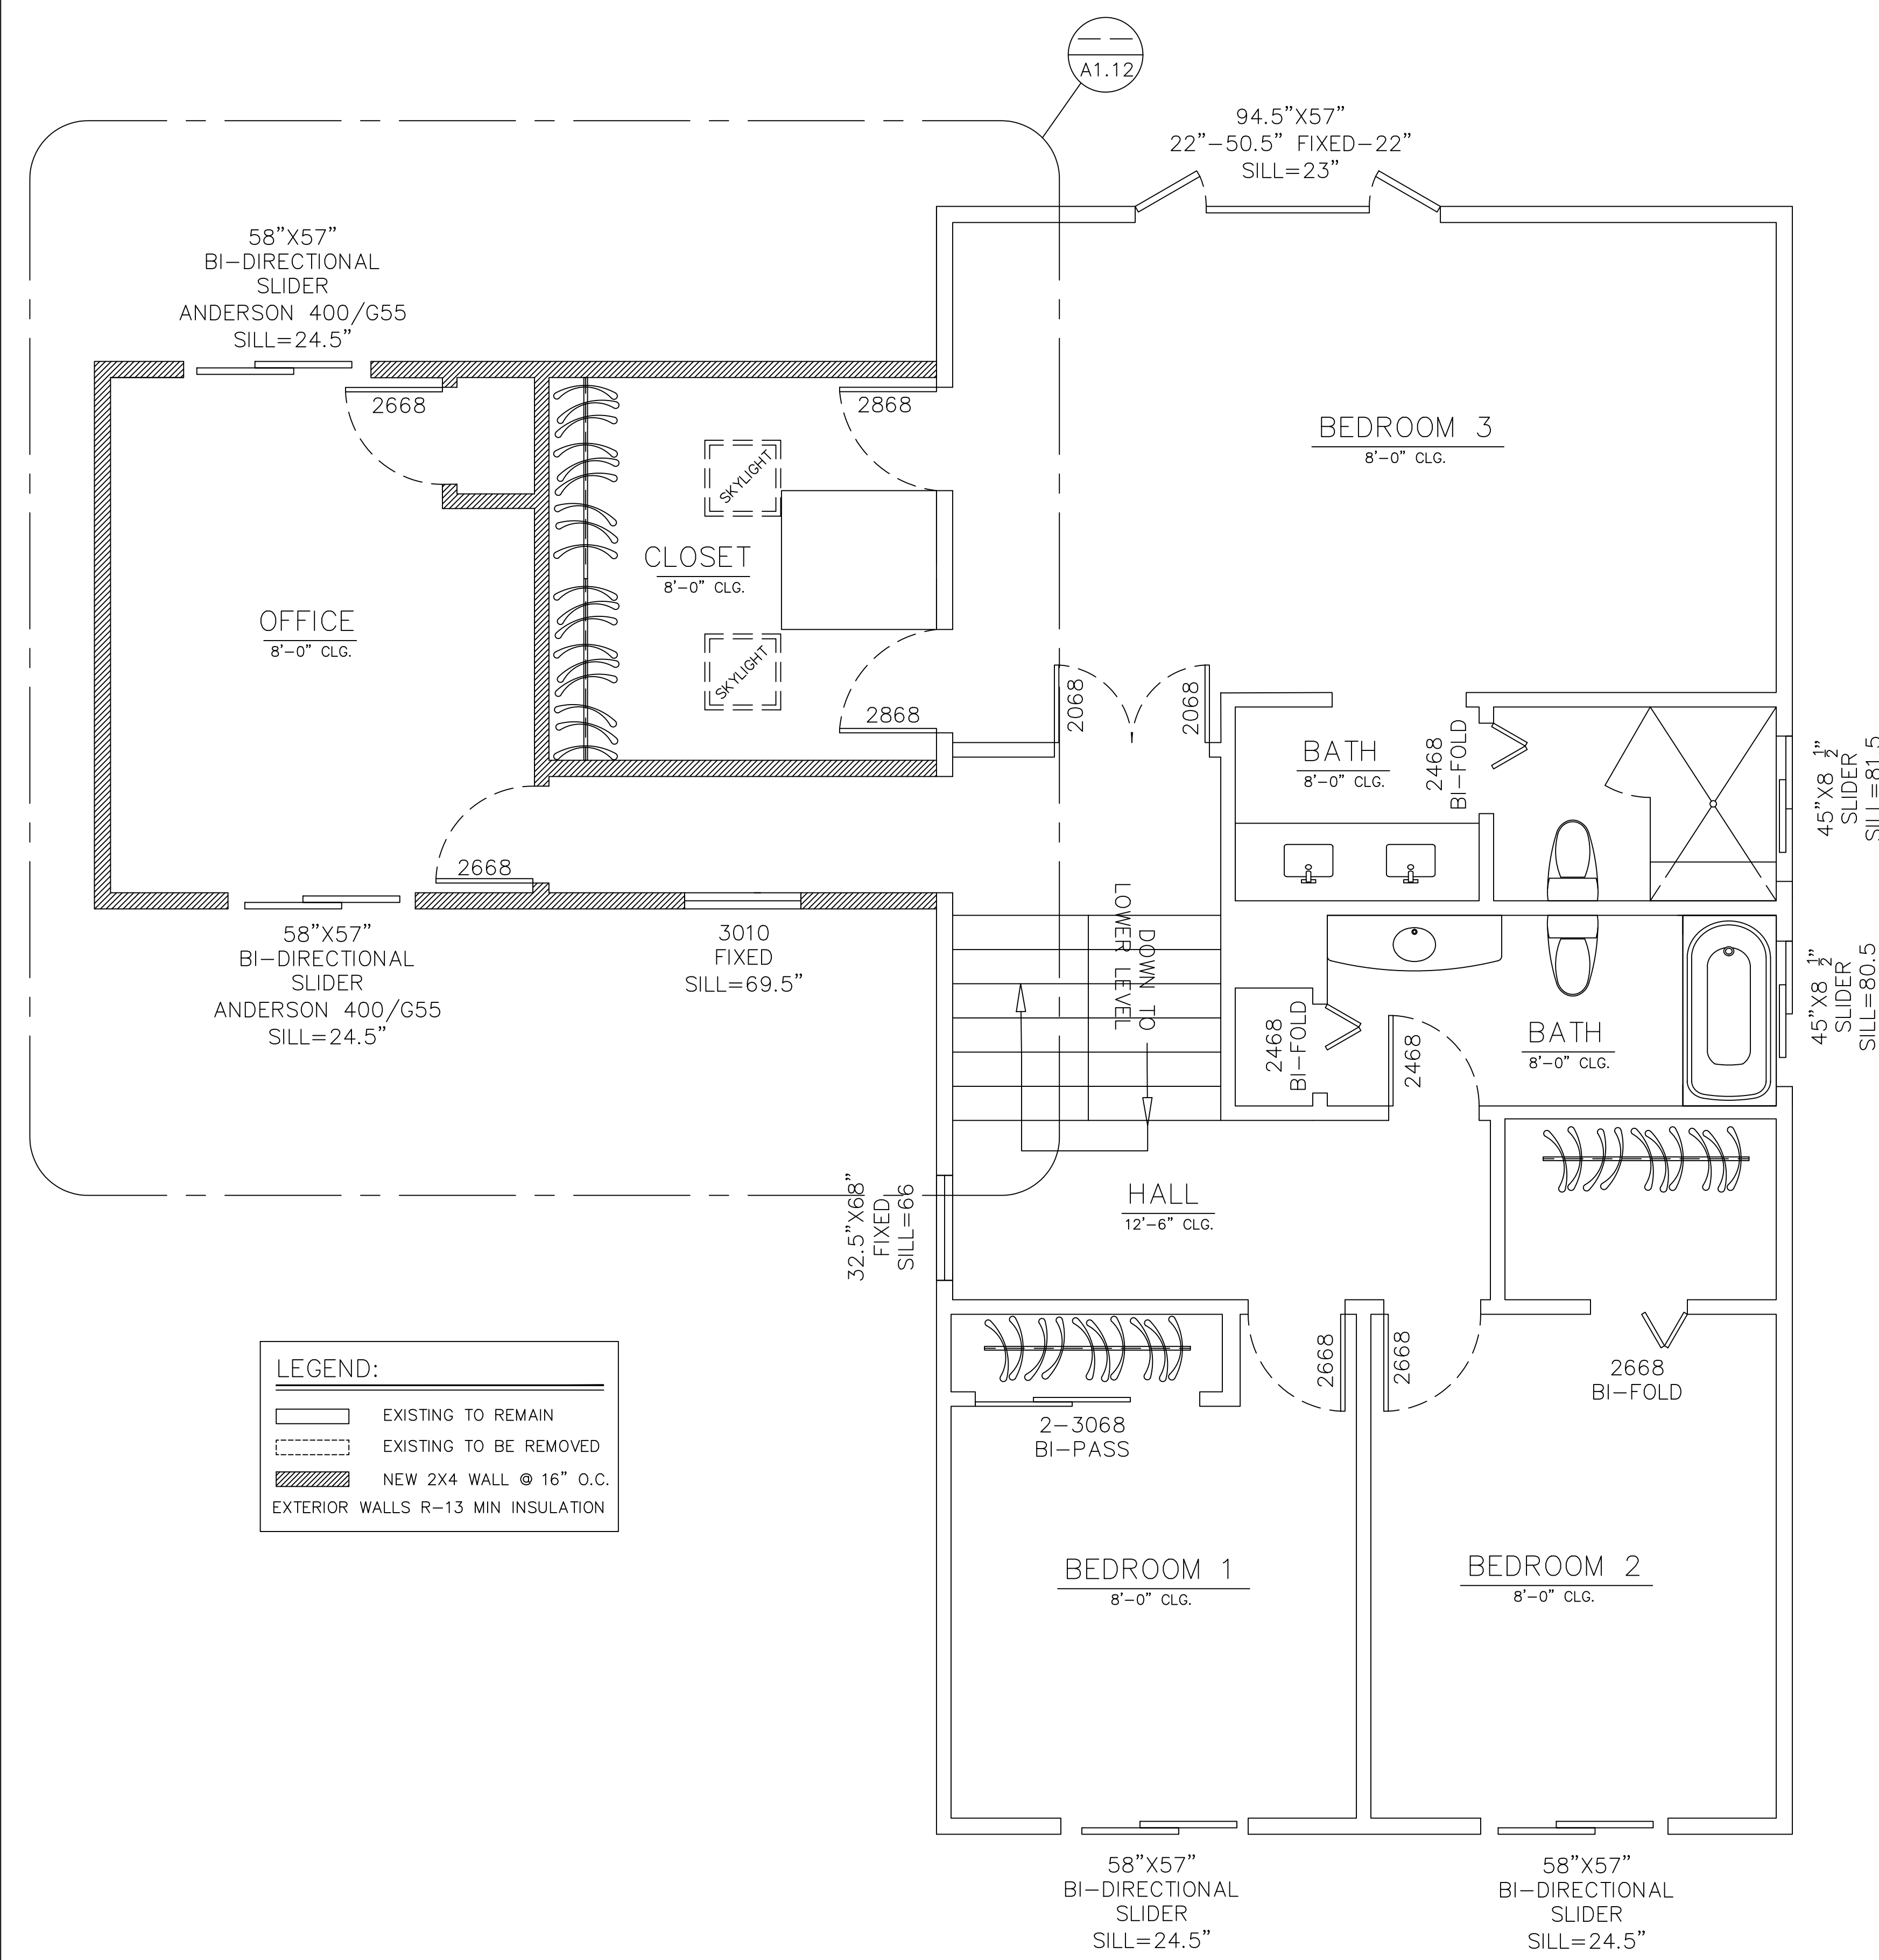 A1.12
94.5”X57”
22”-50.5” FIXED-22”
SILL=23”
58”X57”
BI-DIRECTIONAL
SLIDER
ANDERSON 400/G55
SILL=24.5”
2668
2868
SKYLIGHT
BEDROOM 3
8’-0” CLG.
CLOSET
8’-0” CLG.
OFFICE
8’-0” CLG.
SKYLIGHT
2868
2068
2068
BATH
8’-0” CLG.
2468
BI-FOLD
45”X8 1/2”
SLIDER
SILL=81.5
2668
58”X57”
BI-DIRECTIONAL
SLIDER
ANDERSON 400/G55
SILL=24.5”
3010
FIXED
SILL=69.5”
DOWN TO
LOWER LEVEL
2468
BI-FOLD
2468
BATH
8’-0” CLG.
45”X8 1/2”
SLIDER
SILL=80.5
32.5”X68”
FIXED
SILL=66
HALL
12’-6” CLG.
2668
2668
2668
BI-FOLD
2-3068
BI-PASS
LEGEND:
EXISTING TO REMAIN
EXISTING TO BE REMOVED
NEW 2X4 WALL @ 16” O.C.
EXTERIOR WALLS R-13 MIN INSULATION
BEDROOM 1
8’-0” CLG.
BEDROOM 2
8’-0” CLG.
58”X57”
BI-DIRECTIONAL
SLIDER
SILL=24.5”
58”X57”
BI-DIRECTIONAL
SLIDER
SILL=24.5”